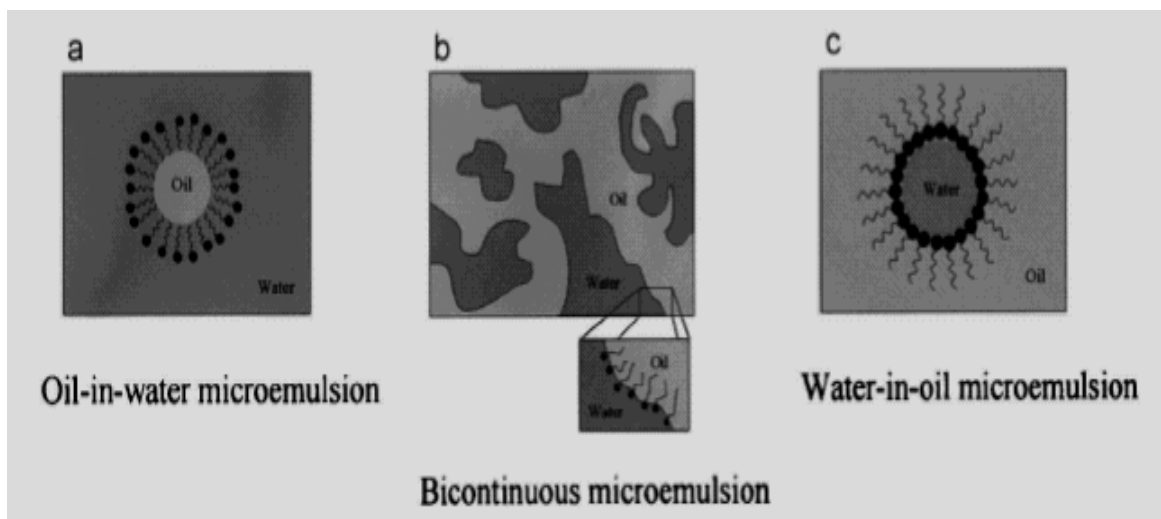 a
b
c
Oil
Water
Oil
Water
Water
Oil
Oil
Water
Oil-in-water microemulsion
Water-in-oil microemulsion
Bicontinuous microemulsion